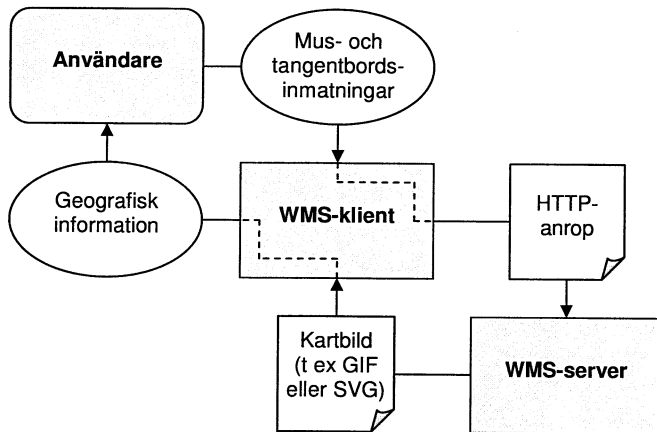 Användare
Mus- och
tangentbords-
inmatningar
Geografisk
information
WMS-klient
HTTP-
anrop
Kartbild
(t ex GIF
eller SVG)
WMS-server